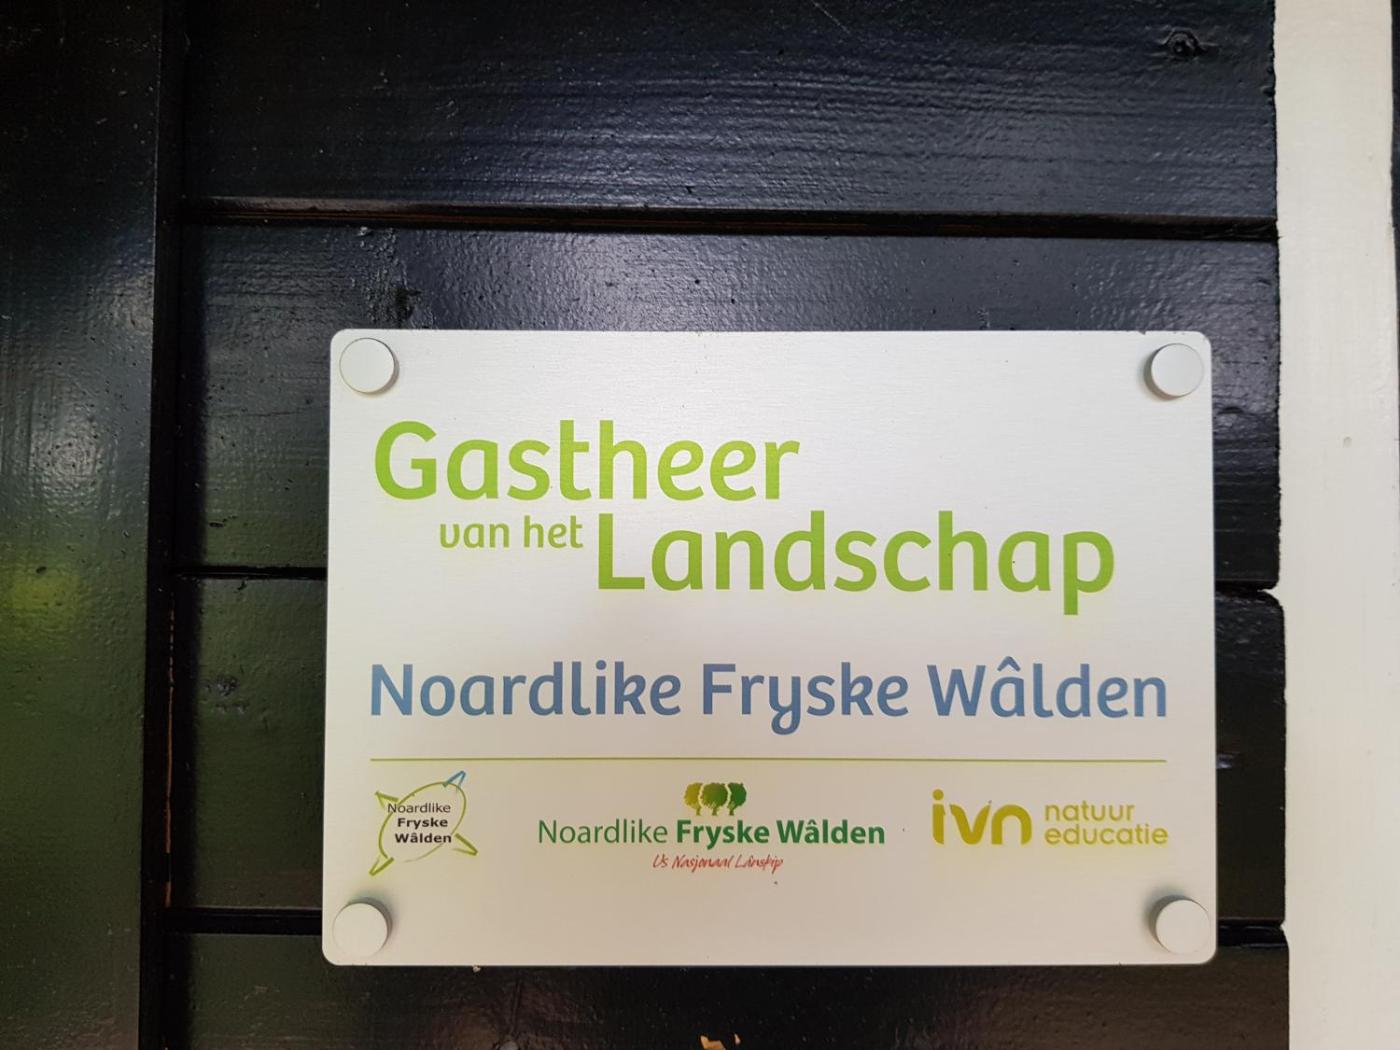 Gastheer
van het Landschap
Noardlike Fryske Wâlden
Noardlike
Fryske
Wâlden
Noardlike Fryske Wâlden
Us Nasjonaal Lânskip
ivn natuur
educatie